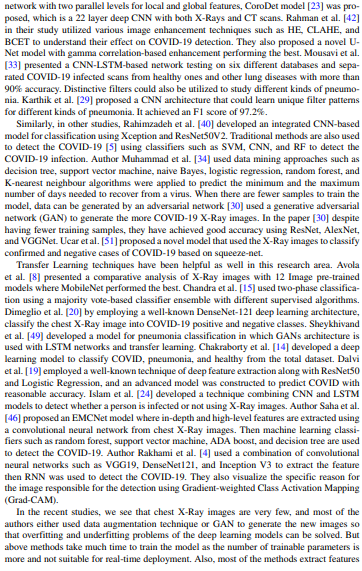 network with two parallel levels for local and global features, CoroDet model [23] was pro-
posed, which is a 22 layer deep CNN with both X-Rays and CT scans. Rahman et al. [42]
in their study utilized various image enhancement techniques such as HE, CLAHE, and
BCET to understand their effect on COVID-19 detection. They also proposed a novel U-
Net model with gamma correlation-based enhancement performing the best. Mousavi et al.
[33] presented a CNN-LSTM-based network testing on six different databases and sepa-
rated COVID-19 infected scans from healthy ones and other lung diseases with more than
90% accuracy. Distinctive filters could also be utilized to study different kinds of pneumo-
nia. Karthik et al. [29] proposed a CNN architecture that could learn unique filter patterns
for different kinds of pneumonia. It achieved an F1 score of 97.2%.
Similarly, in other studies, Rahimzadeh et al. [40] developed an integrated CNN-based
model for classification using Xception and ResNet50V2. Traditional methods are also used
to detect the COVID-19 [5] using classifiers such as SVM, CNN, and RF to detect the
COVID-19 infection. Author Muhammad et al. [34] used data mining approaches such as
decision tree, support vector machine, naive Bayes, logistic regression, random forest, and
K-nearest neighbour algorithms were applied to predict the minimum and the maximum
number of days needed to recover from a virus. When there are fewer samples to train the
model, data can be generated by an adversarial network [30] used a generative adversarial
network (GAN) to generate the more COVID-19 X-Ray images. In the paper [30] despite
having fewer training samples, they have achieved good accuracy using ResNet, AlexNet,
and VGGNet. Ucar et al. [51] proposed a novel model that used the X-Ray images to classify
confirmed and negative cases of COVID-19 based on squeeze-net.
Transfer Learning techniques have been helpful as well in this research area. Avola
et al. [8] presented a comparative analysis of X-Ray images with 12 Image pre-trained
models where MobileNet performed the best. Chandra et al. [15] used two-phase classifica-
tion using a majority vote-based classifier ensemble with different supervised algorithms.
Dimeglio et al. [20] by employing a well-known DenseNet-121 deep learning architecture,
classify the chest X-Ray image into COVID-19 positive and negative classes. Sheykhivand
et al. [49] developed a model for pneumonia classification in which GANs architecture is
used with LSTM networks and transfer learning. Chakraborty et al. [14] developed a deep
learning model to classify COVID, pneumonia, and healthy from the total dataset. Dalvi
et al. [19] employed a well-known technique of deep feature extraction along with ResNet50
and Logistic Regression, and an advanced model was constructed to predict COVID with
reasonable accuracy. Islam et al. [24] developed a technique combining CNN and LSTM
models to detect whether a person is infected or not using X-Ray images. Author Saha et al.
[46] proposed an EMCNet model where in-depth and high-level features are extracted using
a convolutional neural network from chest X-Ray images. Then machine learning classi-
fiers such as random forest, support vector machine, ADA boost, and decision tree are used
to detect the COVID-19. Author Rakhami et al. [4] used a combination of convolutional
neural networks such as VGG19, DenseNet121, and Inception V3 to extract the feature
then RNN was used to detect the COVID-19. They also visualize the specific reason for
the image responsible for the detection using Gradient-weighted Class Activation Mapping
(Grad-CAM).
In the recent studies, we see that chest X-Ray images are very few, and most of the
authors either used data augmentation technique or GAN to generate the new images so
that overfitting and underfitting problems of the deep learning models can be solved. But
above methods take much time to train the model as the number of trainable parameters is
more and not suitable for real-time deployment. Also, most of the methods extract features